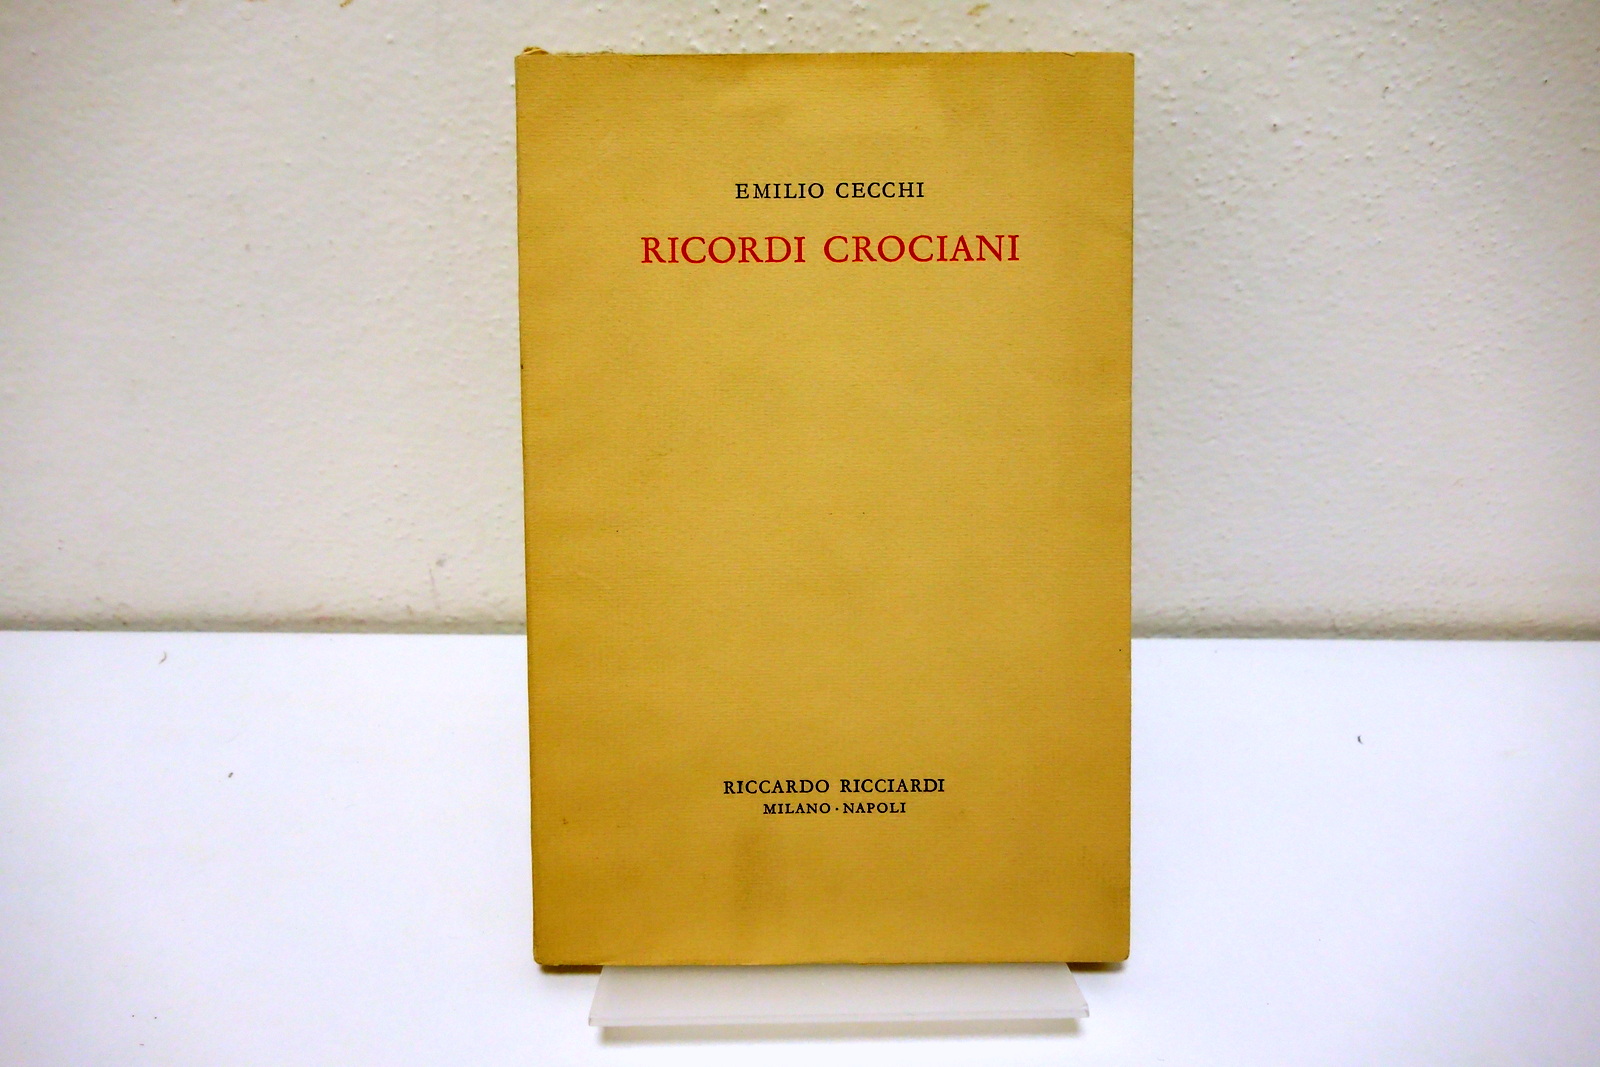 EMILIO CECCHI
RICORDI CROCIANI
RICCARDO RICCIARDI
MILANO · NAPOLI